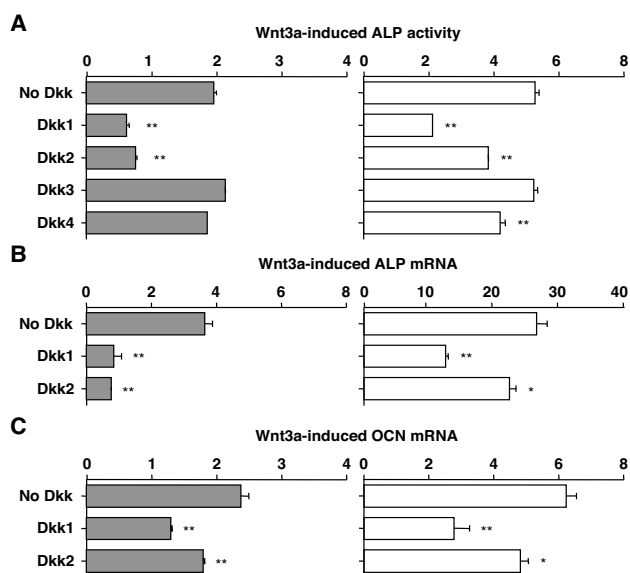 A
Wnt3a-induced ALP activity
0 1 2 3 4 0 2 4 6 8
No Dkk
Dkk1 ** **
Dkk2 ** **
Dkk3
Dkk4 **
B
Wnt3a-induced ALP mRNA
0 2 4 6 8 0 10 20 30 40
No Dkk
Dkk1 ** **
Dkk2 ** *
C
Wnt3a-induced OCN mRNA
0 1 2 3 4 0 2 4 6 8
No Dkk
Dkk1 ** **
Dkk2 ** *